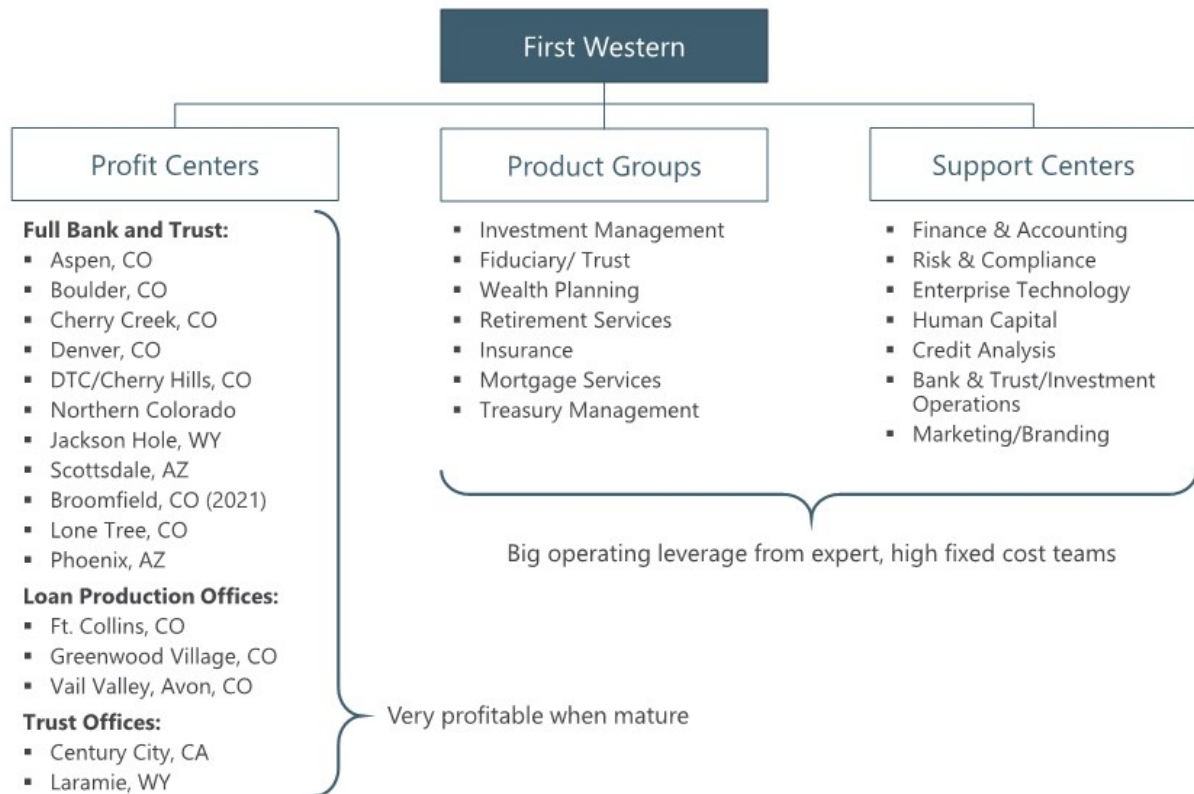 First Western
Profit Centers
Full Bank and Trust:
▪ Aspen, CO
▪ Boulder, CO
▪ Cherry Creek, CO
▪ Denver, CO
▪ DTC/Cherry Hills, CO
▪ Northern Colorado
▪ Jackson Hole, WY
▪ Scottsdale, AZ
▪ Broomfield, CO (2021)
▪ Lone Tree, CO
▪ Phoenix, AZ
Loan Production Offices:
▪ Ft. Collins, CO
▪ Greenwood Village, CO
▪ Vail Valley, Avon, CO
Trust Offices:
▪ Century City, CA
▪ Laramie, WY
Very profitable when mature
Product Groups
▪ Investment Management
▪ Fiduciary/ Trust
▪ Wealth Planning
▪ Retirement Services
▪ Insurance
▪ Mortgage Services
▪ Treasury Management
Support Centers
▪ Finance & Accounting
▪ Risk & Compliance
▪ Enterprise Technology
▪ Human Capital
▪ Credit Analysis
▪ Bank & Trust/Investment
Operations
▪ Marketing/Branding
Big operating leverage from expert, high fixed cost teams